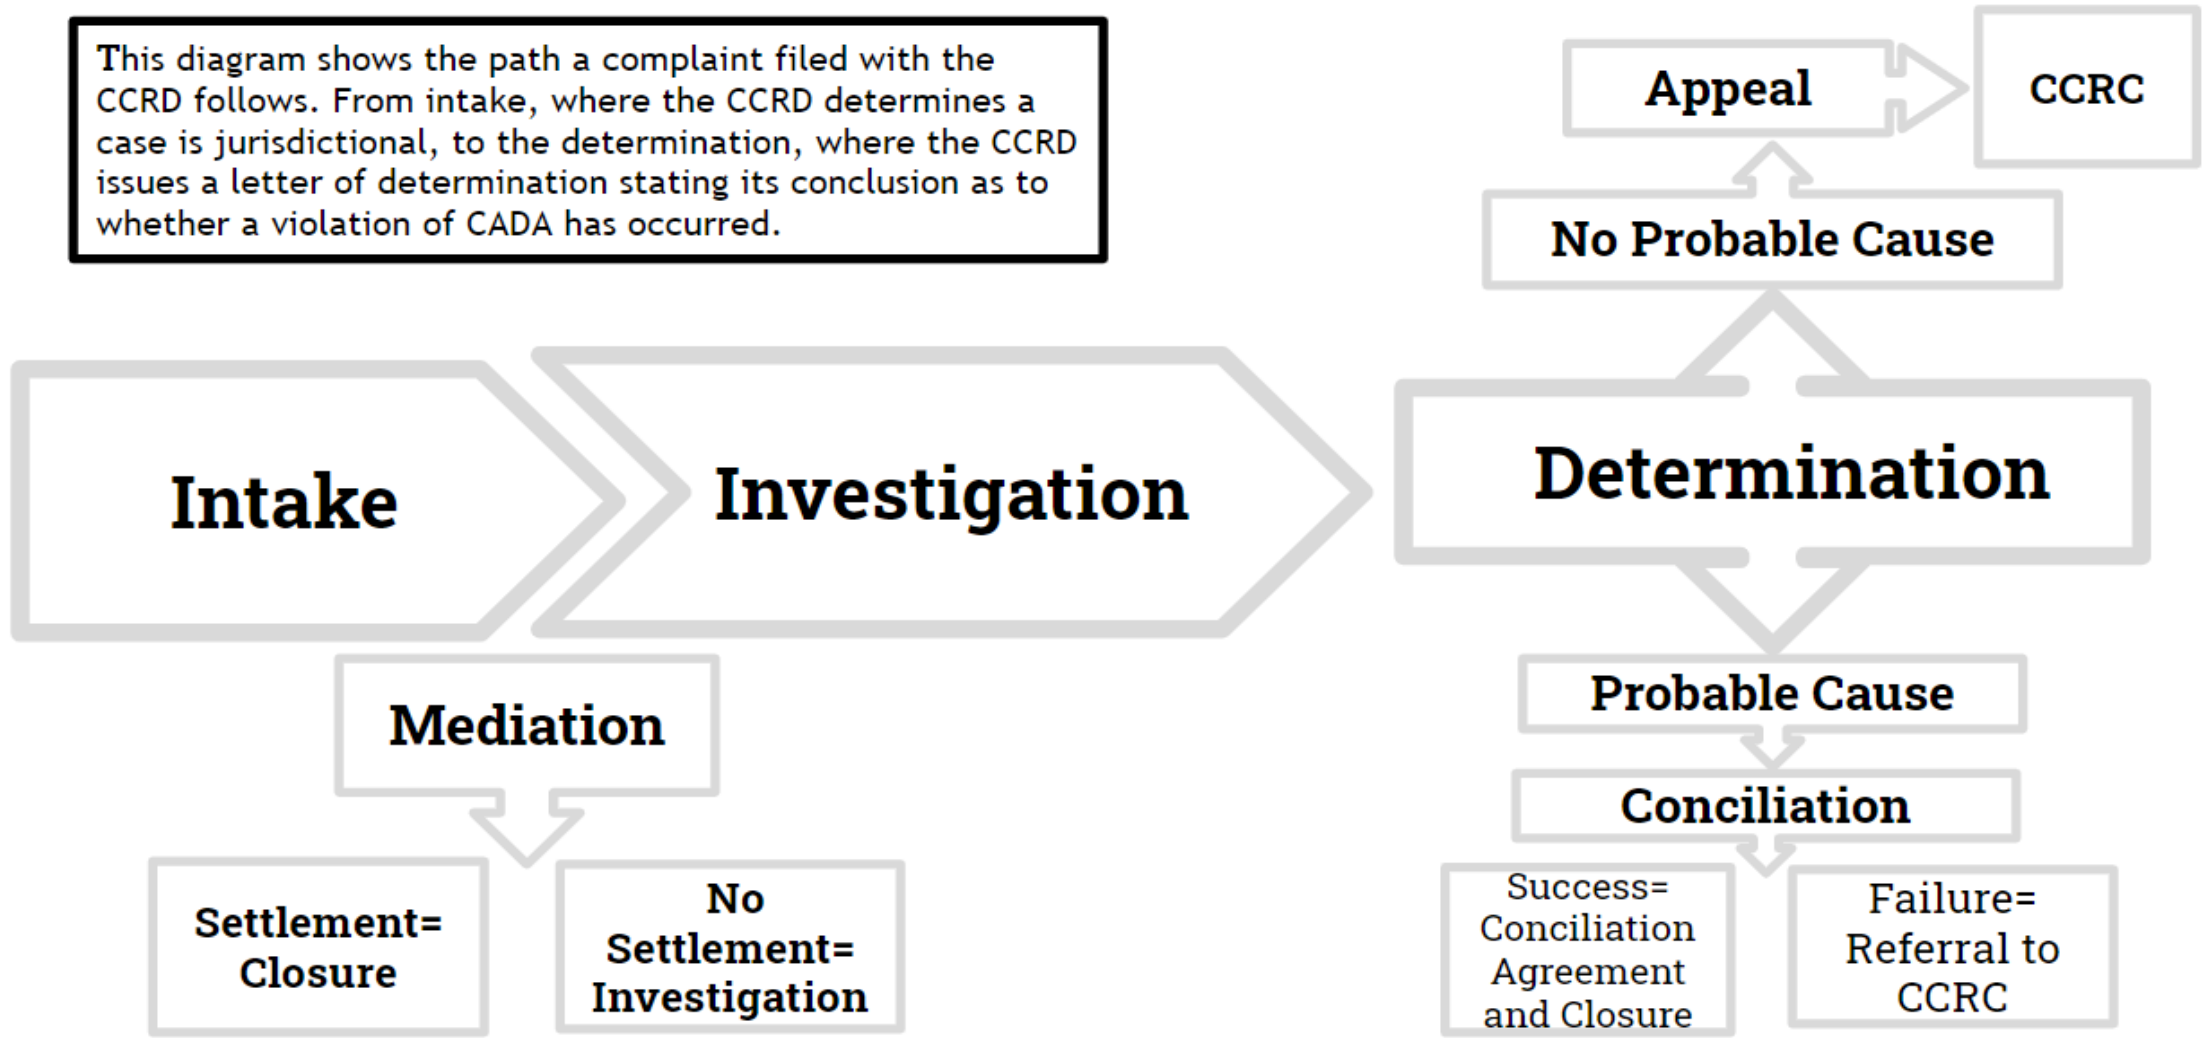 This diagram shows the path a complaint filed with the
CCRD follows. From intake, where the CCRD determines a
case is jurisdictional, to the determination, where the CCRD
issues a letter of determination stating its conclusion as to
whether a violation of CADA has occurred.
Appeal
CCRC
No Probable Cause
Intake
Investigation
Determination
Mediation
Settlement=
Closure
No
Settlement=
Investigation
Probable Cause
Conciliation
Success=
Conciliation
Agreement
and Closure
Failure=
Referral to
CCRC